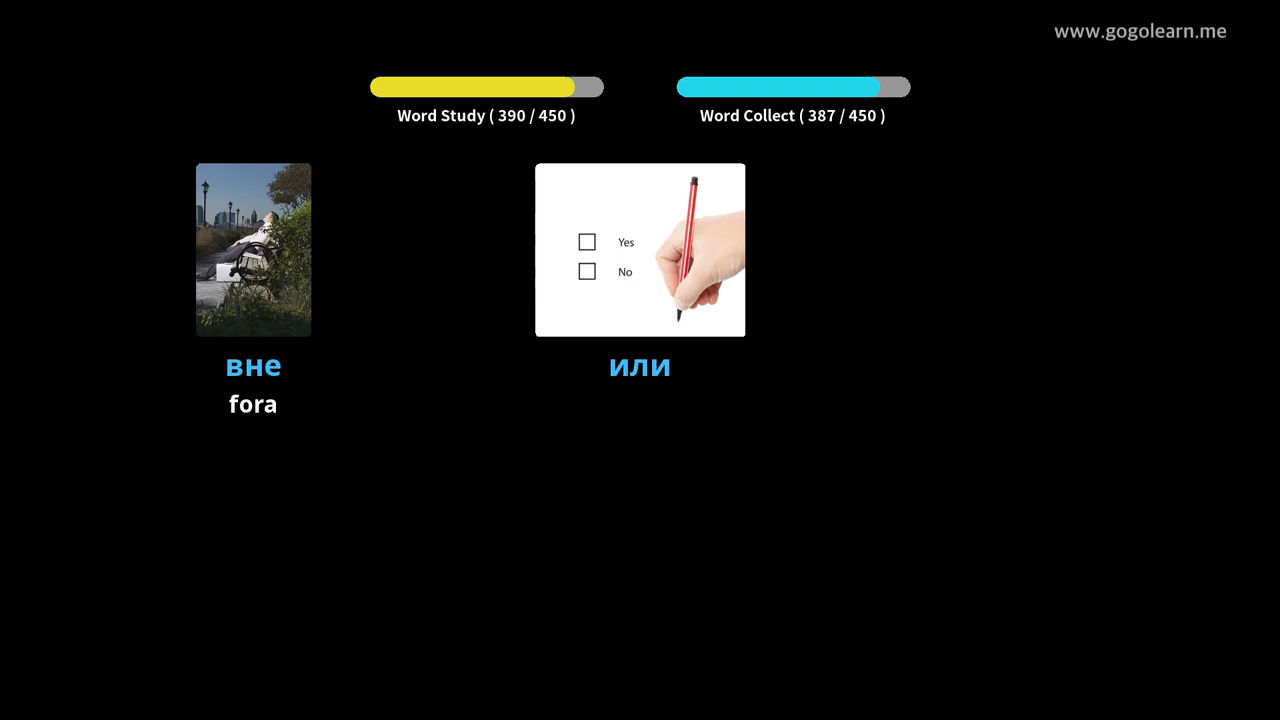 www.gogolearn.me
Word Study ( 390 / 450 )
Word Collect ( 387 / 450 )
Yes
No
вне
или
fora